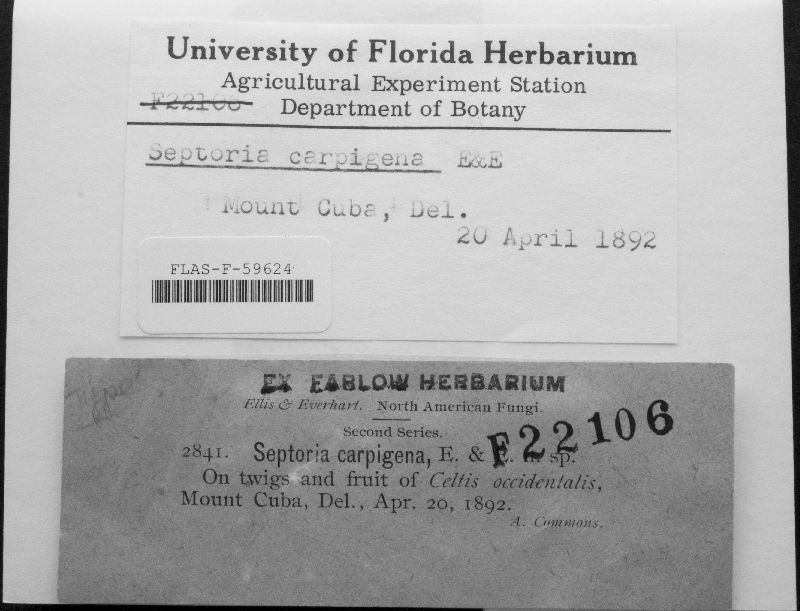 University of Florida Herbarium
Agricultural Experiment Station
F22106 Department of Botany
Septoria carpigena E&E
Mount Cuba, Del.
20 April 1892
FLAS-F-59624
Type
EX FARLOW HERBARIUM
Ellis & Everhart. North American Fungi.
Second Series.
F22106
2841. Septoria carpigena, E. & E. n. sp.
On twigs and fruit of Celtis occidentalis,
Mount Cuba, Del., Apr. 20, 1892.
A. Commons.